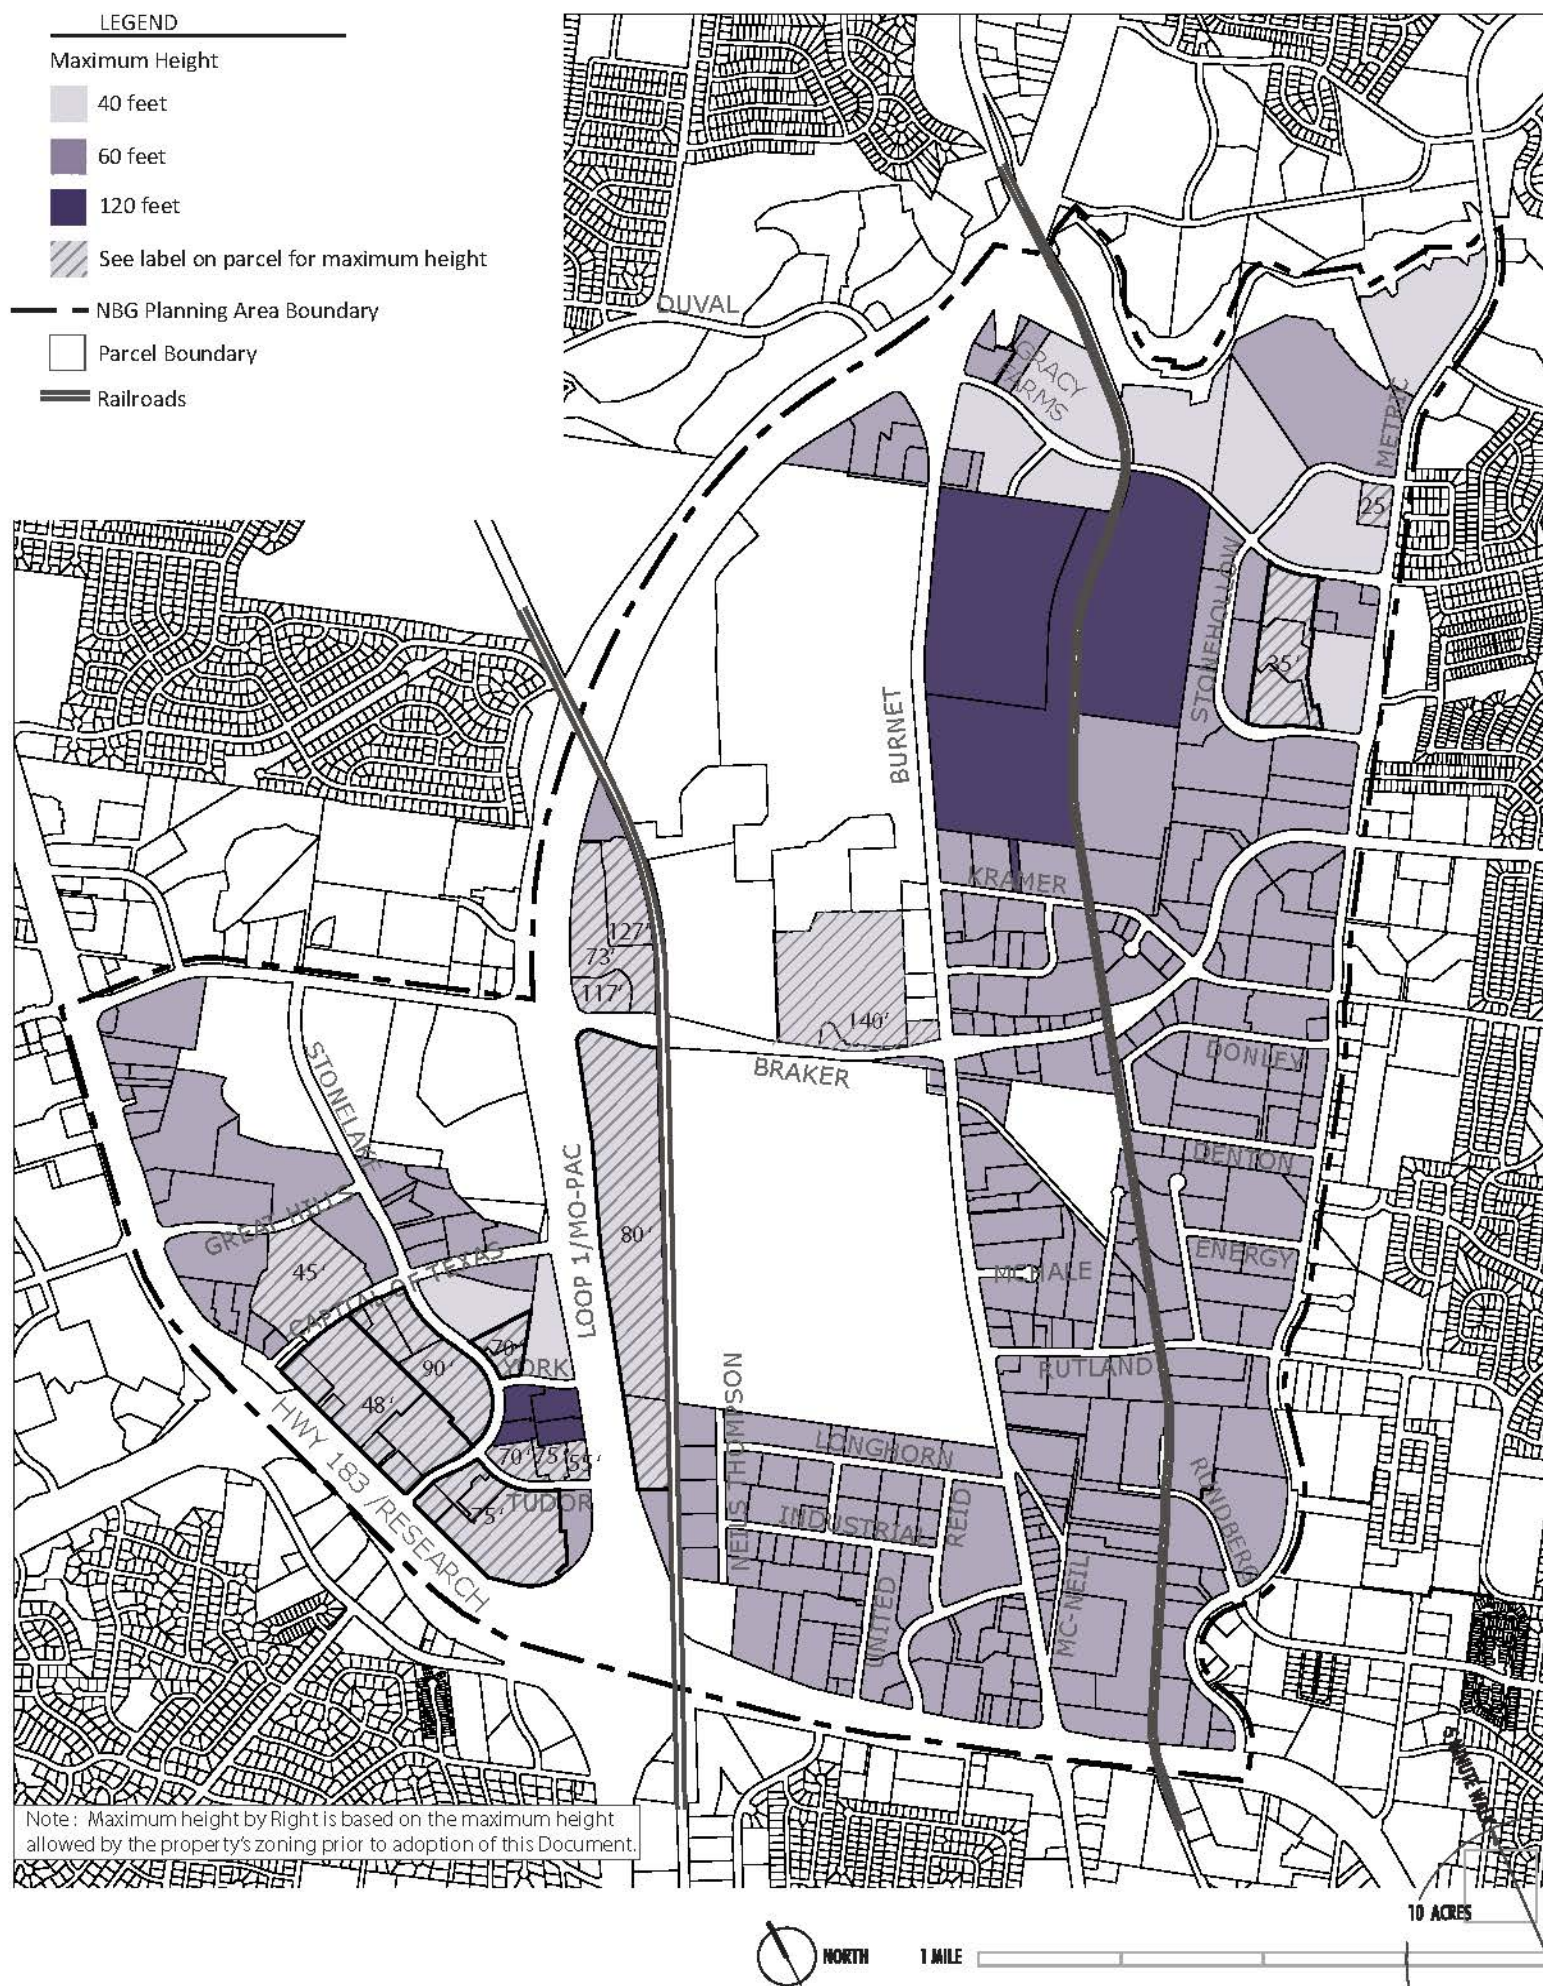 LEGEND
Maximum Height
40 feet
60 feet
120 feet
See label on parcel for maximum height
NBG Planning Area Boundary
Parcel Boundary
Railroads
DUVAL
GRACY
FARMS
METRIC
25'
STONEHOLLOW
35'
BURNET
KRAMER
127'
73'
117'
140'
BRAKER
DONLEY
STONELAKE
DENTON
GREAT HILLS
LOOP 1/MO-PAC
80'
ENERGY
MCHALE
45'
CAPITAL OF TEXAS
70'
YORK
90'
RUTLAND
48'
HWY 183 /RESEARCH
NEILS THOMPSON
LONGHORN
70'
75'
55'
TUDOR
75'
INDUSTRIAL
REID
RUNDBERG
UNITED
MC-NEIL
5 MINUTE WALK
Note : Maximum height by Right is based on the maximum height
allowed by the property's zoning prior to adoption of this Document.
10 ACRES
NORTH
1 MILE